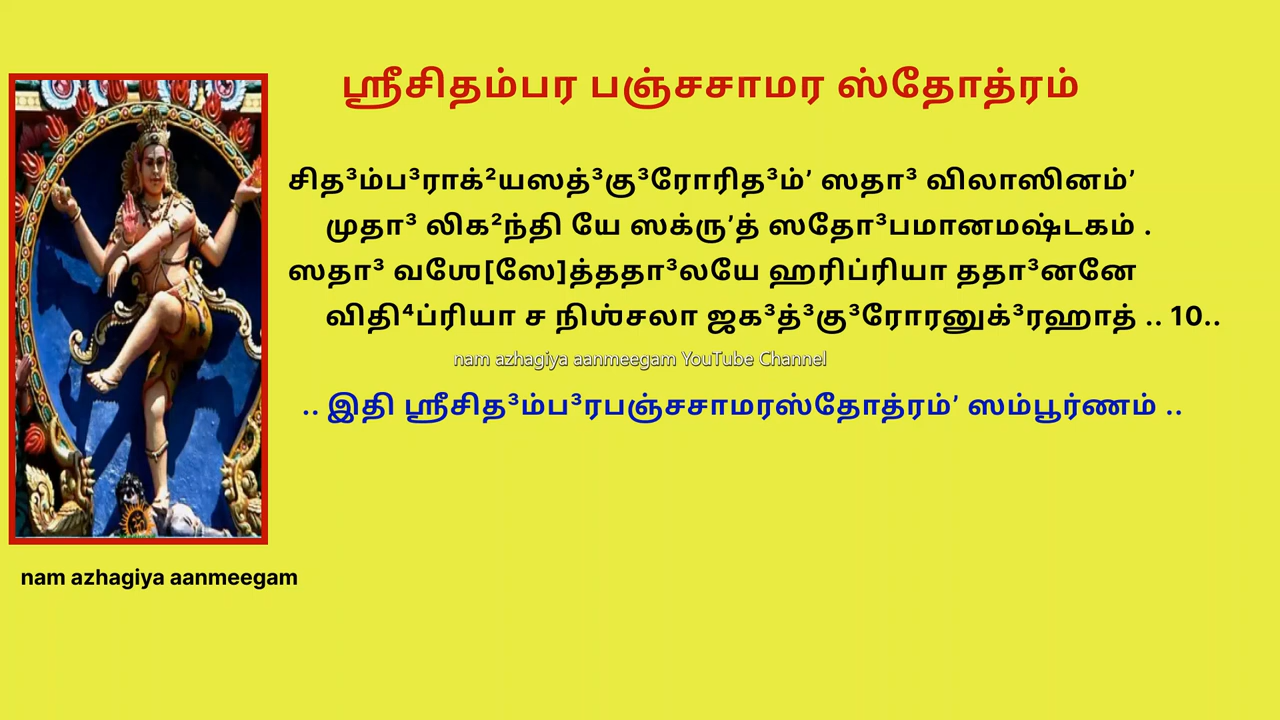 ஸ்ரீசிதம்பர பஞ்சசாமர ஸ்தோத்ரம்
சித³ம்ப³ராக்²யஸத்³கு³ரோரித³ம்ʼ ஸதா³ விலாஸினம்ʼ
முதா³ லிக²ந்தி யே ஸக்ருʼத் ஸதோ³பமானமஷ்டகம் .
ஸதா³ வஶே[ஸே]த்ததா³லயே ஹரிப்ரியா ததா³னனே
விதி⁴ப்ரியா ச நிஶ்சலா ஜக³த்³கு³ரோரனுக்³ரஹாத் .. 10..
nam azhagiya aanmeegam YouTube Channel
.. இதி ஸ்ரீசித³ம்ப³ரபஞ்சசாமரஸ்தோத்ரம்ʼ ஸம்பூர்ணம் ..
nam azhagiya aanmeegam